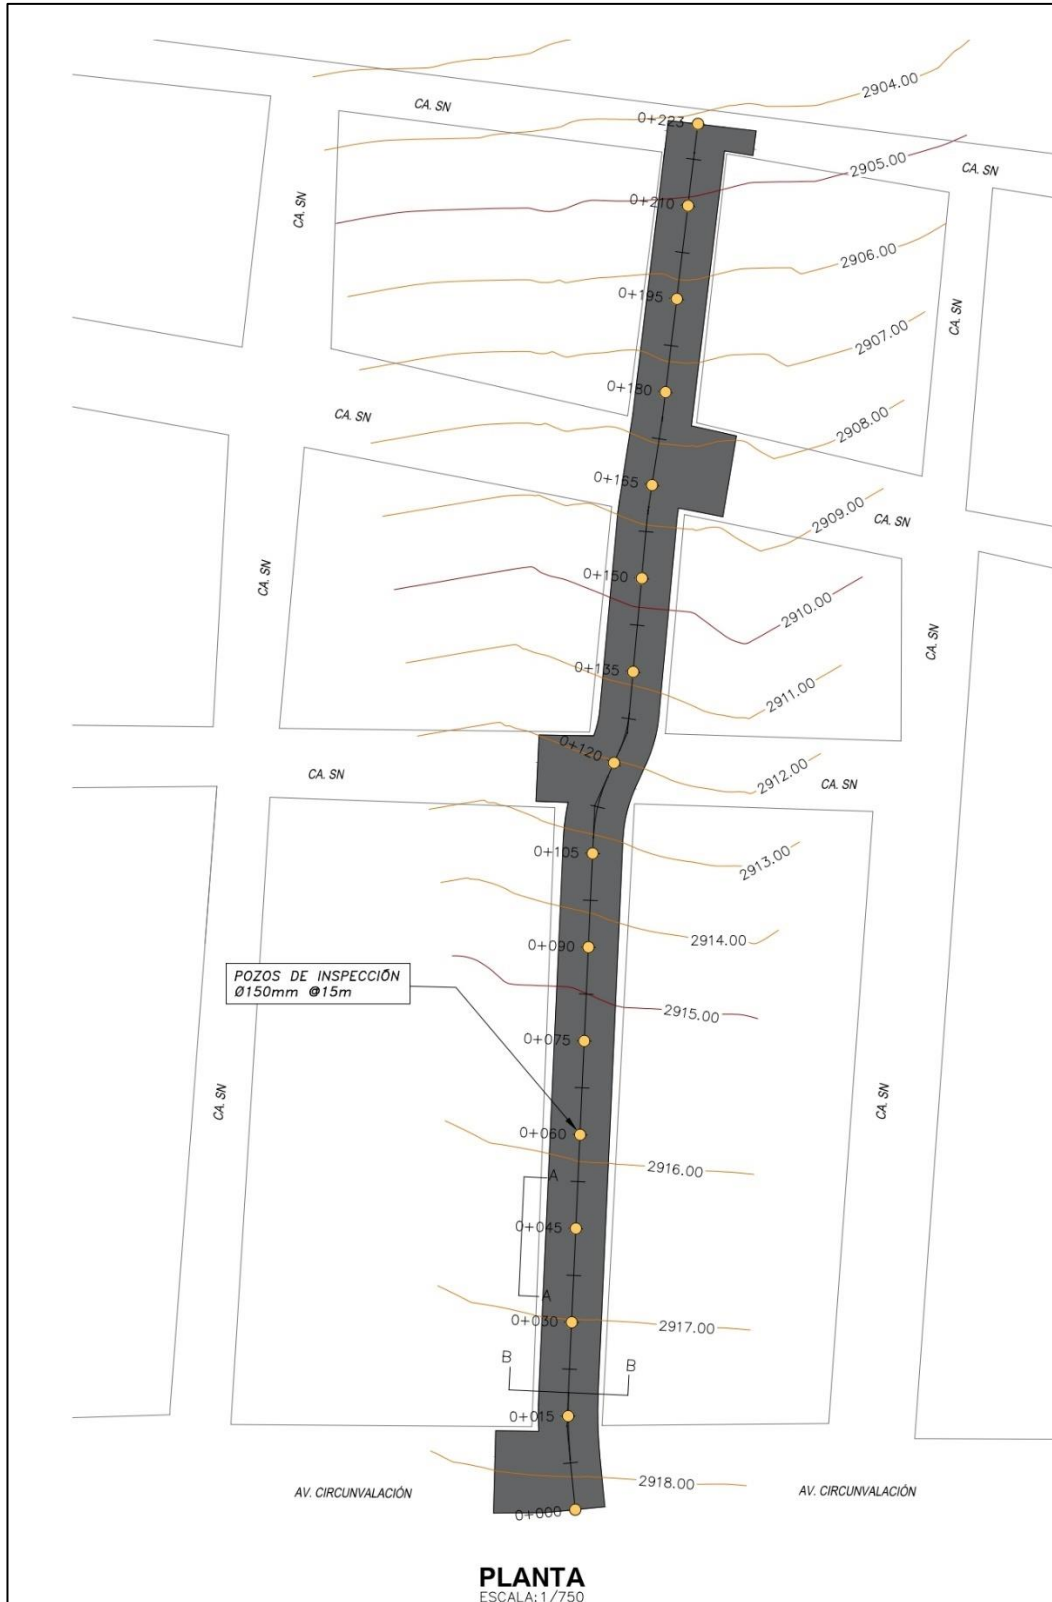 2904.00
CA. SN
0+223
2905.00
CA. SN
CA. SN
0+210
2906.00
0+195
CA. SN
2907.00
0+180
CA. SN
2908.00
0+165
2909.00
CA. SN
CA. SN
0+150
2910.00
CA. SN
0+135
2911.00
0+120
CA. SN
2912.00
CA. SN
0+105
2913.00
2914.00
0+090
POZOS DE INSPECCIÓN
Ø150mm @15m
2915.00
0+075
CA. SN
CA. SN
0+060
2916.00
A
0+045
A
0+030
2917.00
B
B
0+015
2918.00
AV. CIRCUNVALACIÓN
AV. CIRCUNVALACIÓN
0+000
PLANTA
ESCALA:1/750